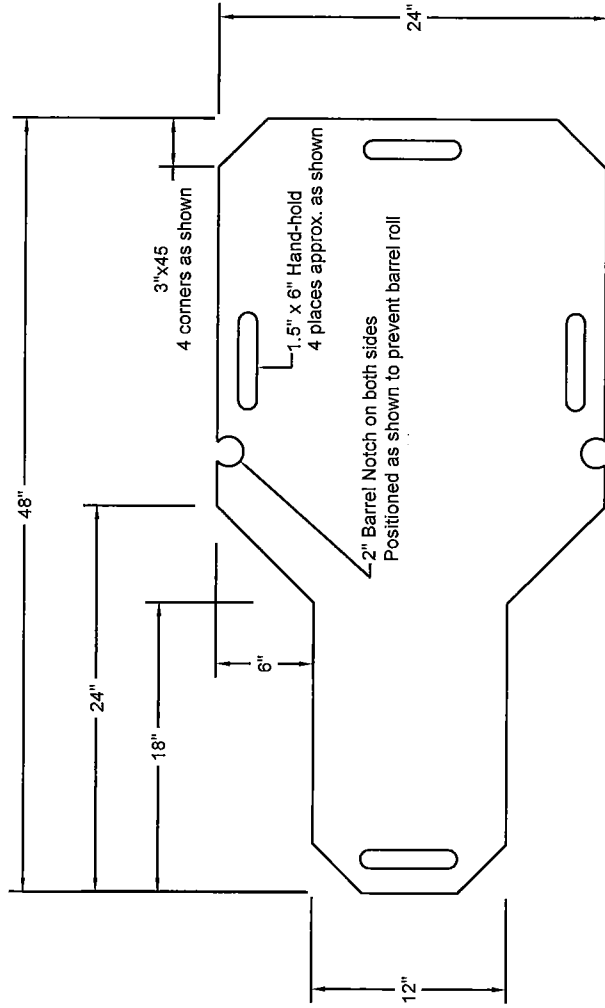 48"
24"
18"
6"
3"x45
4 corners as shown
1.5" x 6" Hand-hold
4 places approx. as shown
2" Barrel Notch on both sides
Positioned as shown to prevent barrel roll
24"
12"